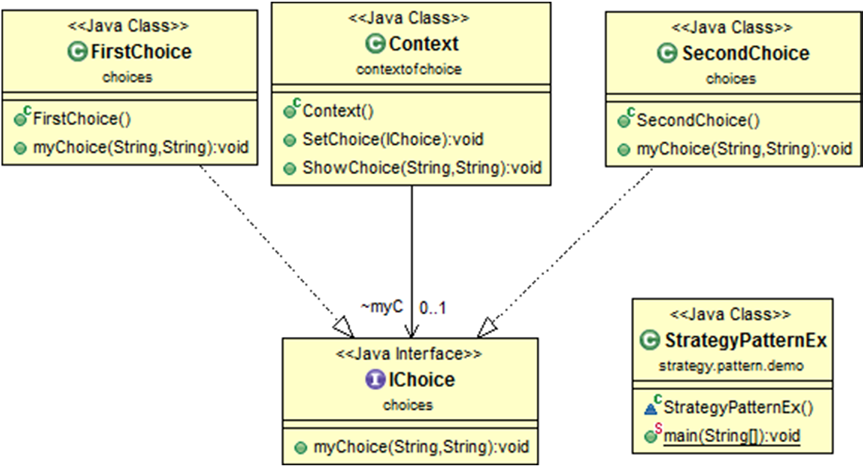 <<Java Class>>
FirstChoice
choices
FirstChoice()
myChoice(String,String):void
<<Java Class>>
Context
contextofchoice
Context()
SetChoice(IChoice):void
ShowChoice(String,String):void
<<Java Class>>
SecondChoice
choices
SecondChoice()
myChoice(String,String):void
~myC 0..1
<<Java Interface>>
IChoice
choices
myChoice(String,String):void
<<Java Class>>
StrategyPatternEx
strategy.pattern.demo
StrategyPatternEx()
main(String[]):void